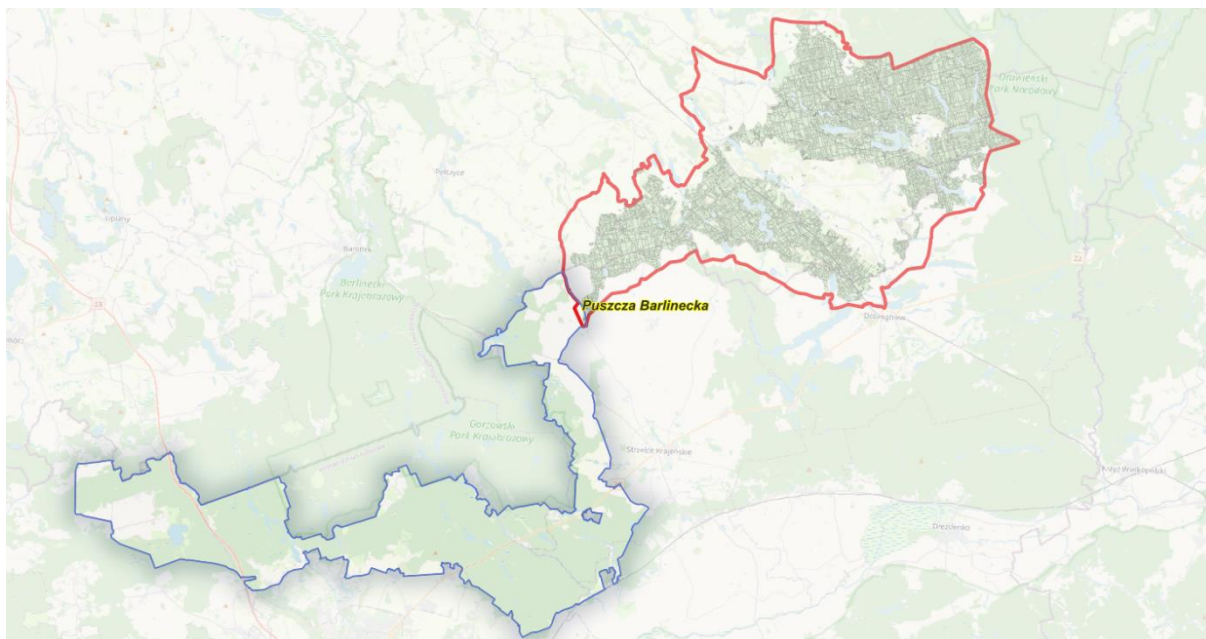 Drawieński
Park Narodowy
Pełczyce
Lipiany
Barlinek
Barlinecki
Park Krajobrazowy
22
23
Puszcza Barlinecka
Dobiegniew
Gorzowski
Park Krajobrazowy
Strzelce Krajeńskie
Krzyż Wielkopolski
Drezdenko